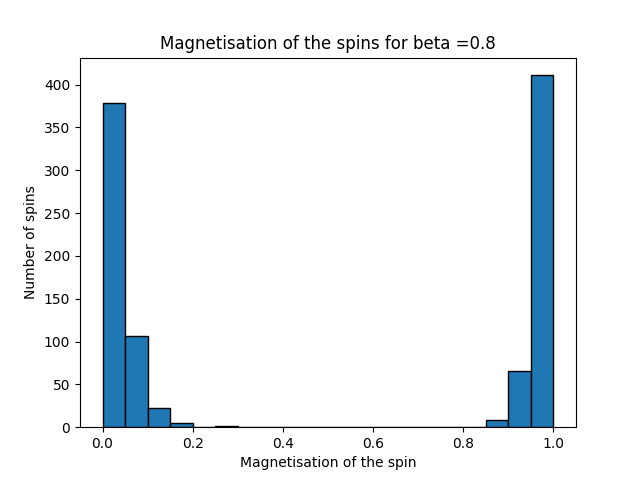 Magnetisation of the spins for beta =0.8
400
350
300
250
200
150
100
50
0
Number of spins
0.0 0.2 0.4 0.6 0.8 1.0
Magnetisation of the spin